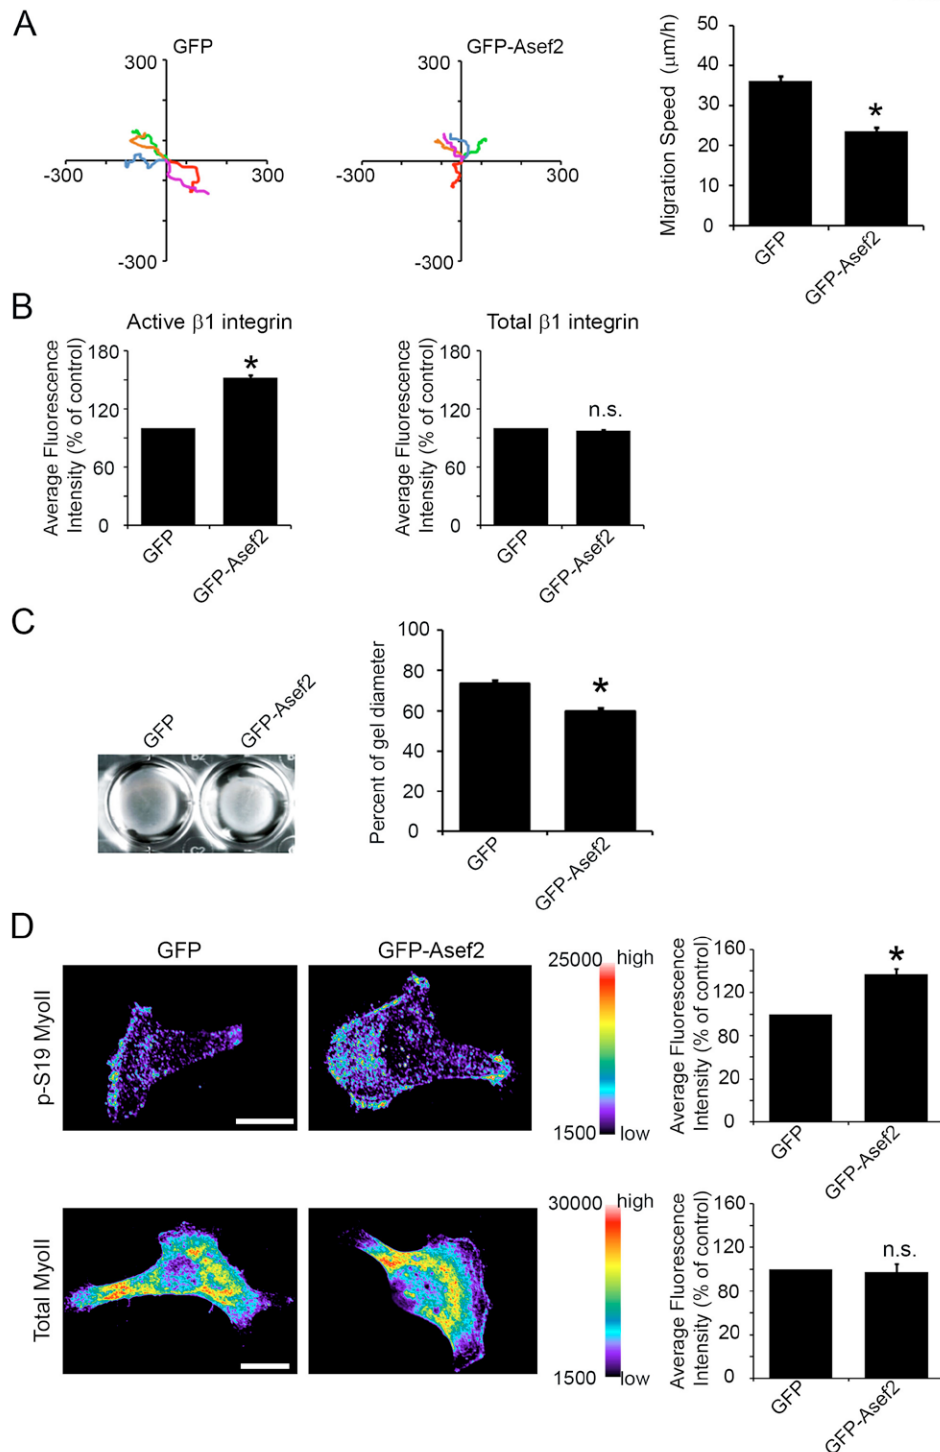 A
GFP
300
-300
300
-300
GFP-Asef2
300
-300
300
-300
Migration Speed (μm/h)
50
40
30
20
10
0
*
GFP
GFP-Asef2
B
Active β1 integrin
Average Fluorescence
Intensity (% of control)
180
120
60
0
*
GFP
GFP-Asef2
Total β1 integrin
Average Fluorescence
Intensity (% of control)
180
120
60
0
n.s.
GFP
GFP-Asef2
C
GFP
GFP-Asef2
B2
C2
Percent of gel diameter
100
80
60
40
20
0
*
GFP
GFP-Asef2
D
GFP
GFP-Asef2
p-S19 MyoII
25000 high
1500 low
Average Fluorescence
Intensity (% of control)
160
120
80
20
0
*
GFP
GFP-Asef2
Total MyoII
30000 high
1500 low
Average Fluorescence
Intensity (% of control)
160
120
80
20
0
n.s.
GFP
GFP-Asef2